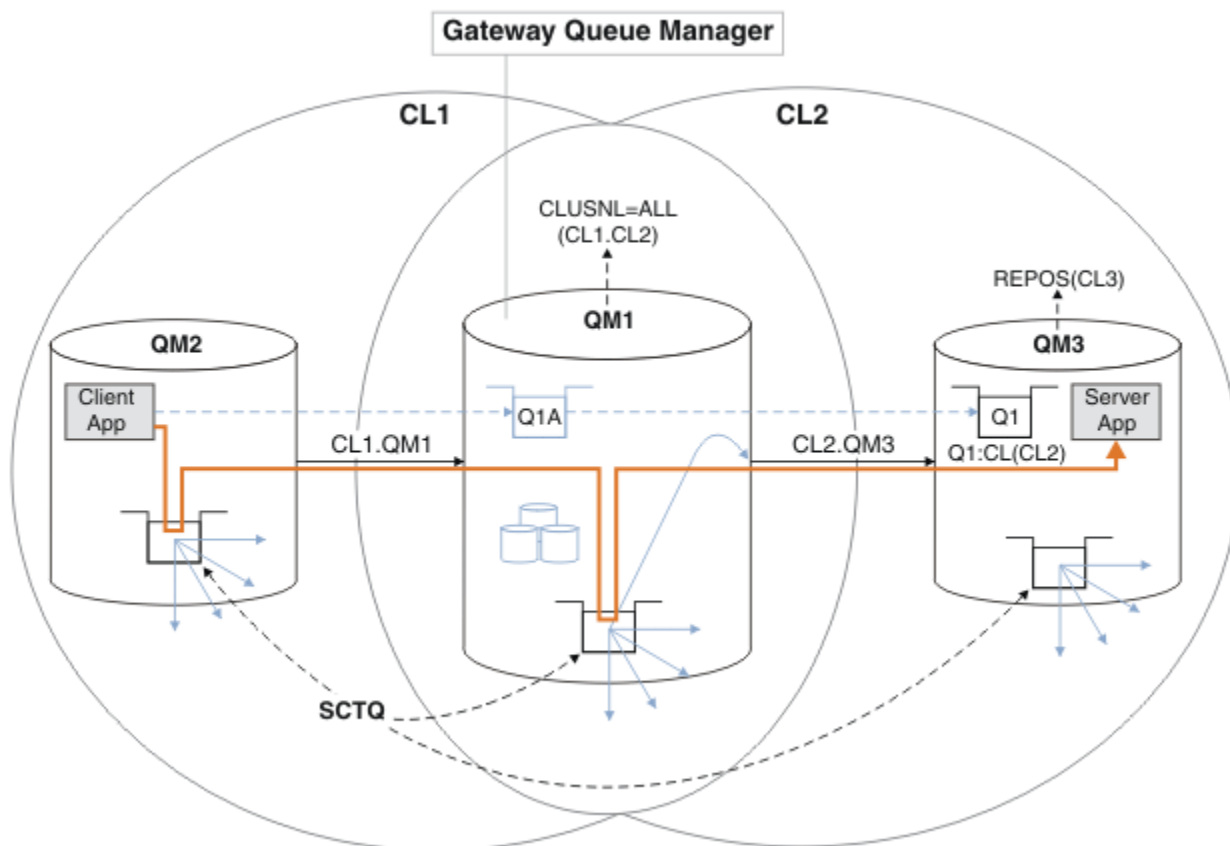 Gateway Queue Manager
CL1
CL2
CLUSNL=ALL
(CL1.CL2)
REPOS(CL3)
QM2
QM1
QM3
Client
App
Q1A
Q1
Server
App
CL1.QM1
CL2.QM3
Q1:CL(CL2)
SCTQ